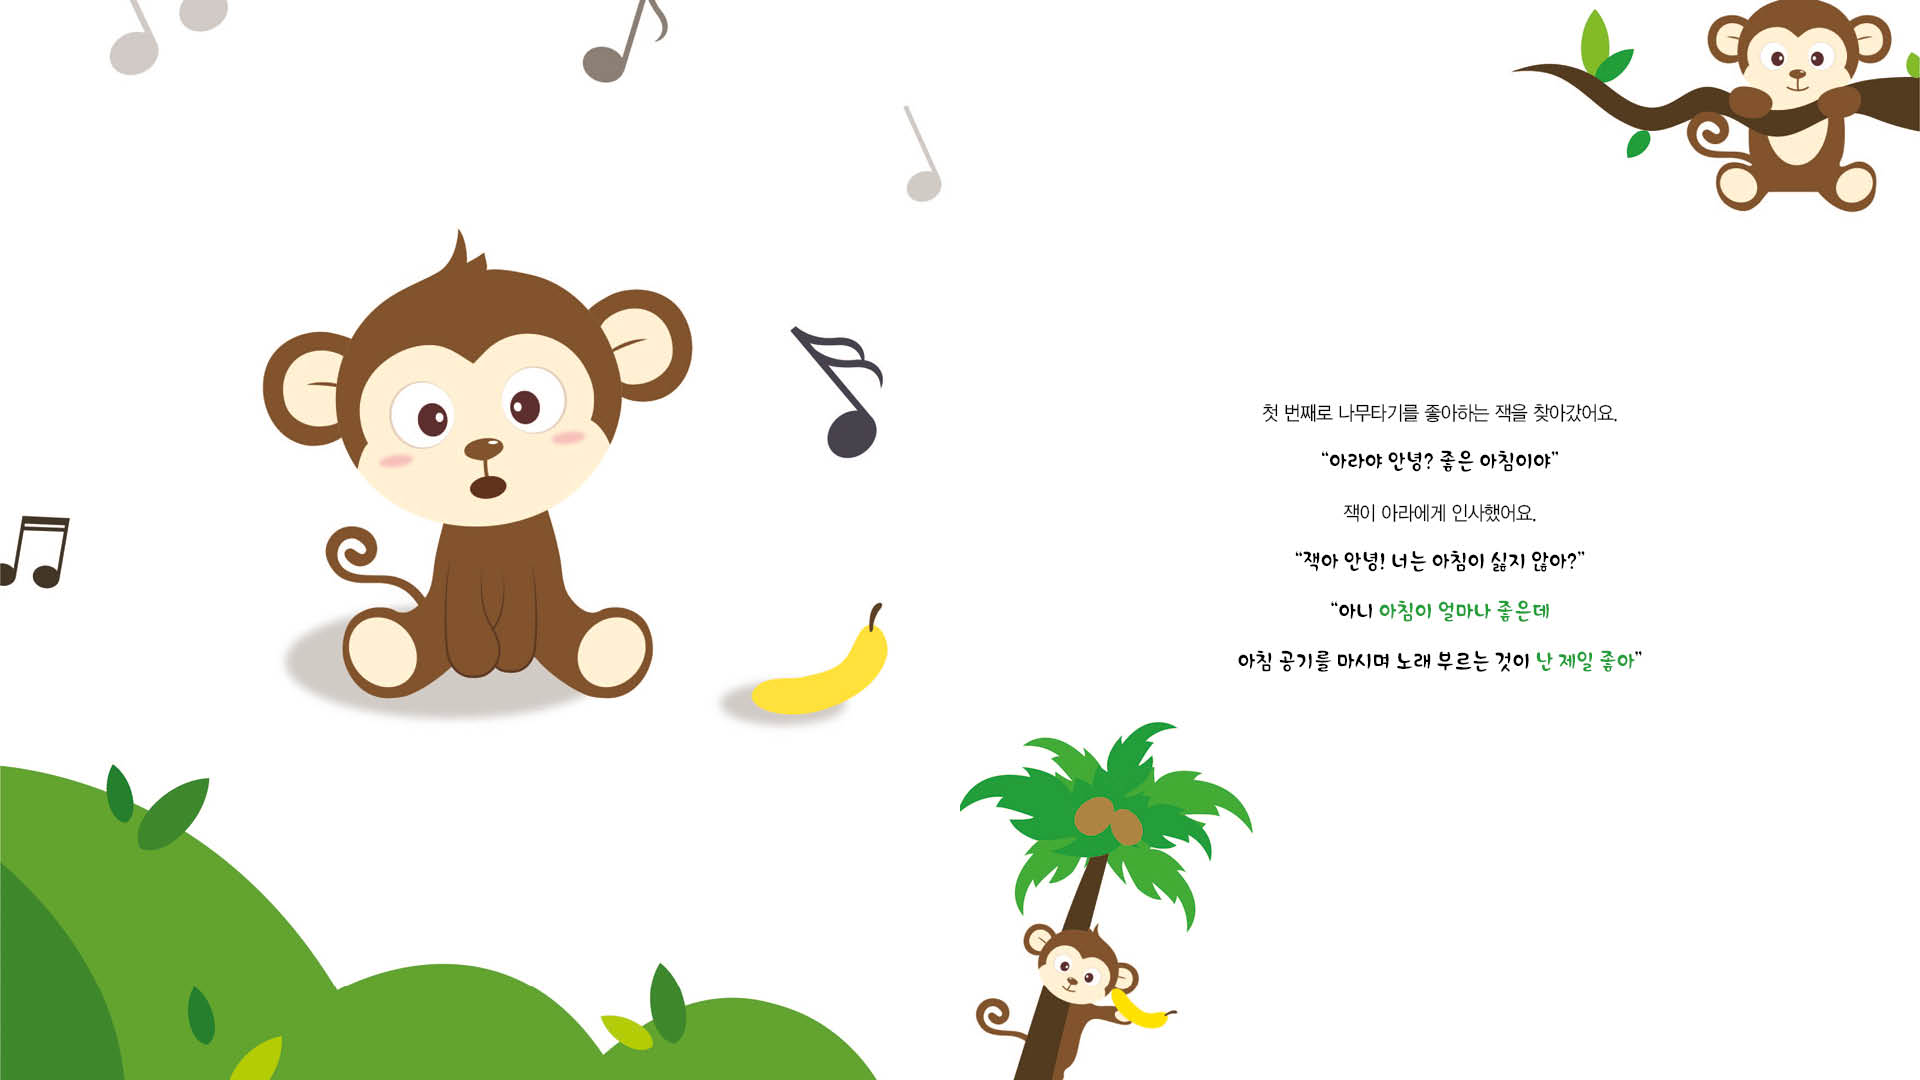 첫 번째로 나무타기를 좋아하는 잭을 찾아갔어요.
“아라야 안녕? 좋은 아침이야”
잭이 아라에게 인사했어요.
“잭아 안녕! 너는 아침이 싫지 않아?”
“아니 아침이 얼마나 좋은데
아침 공기를 마시며 노래 부르는 것이 난 제일 좋아”